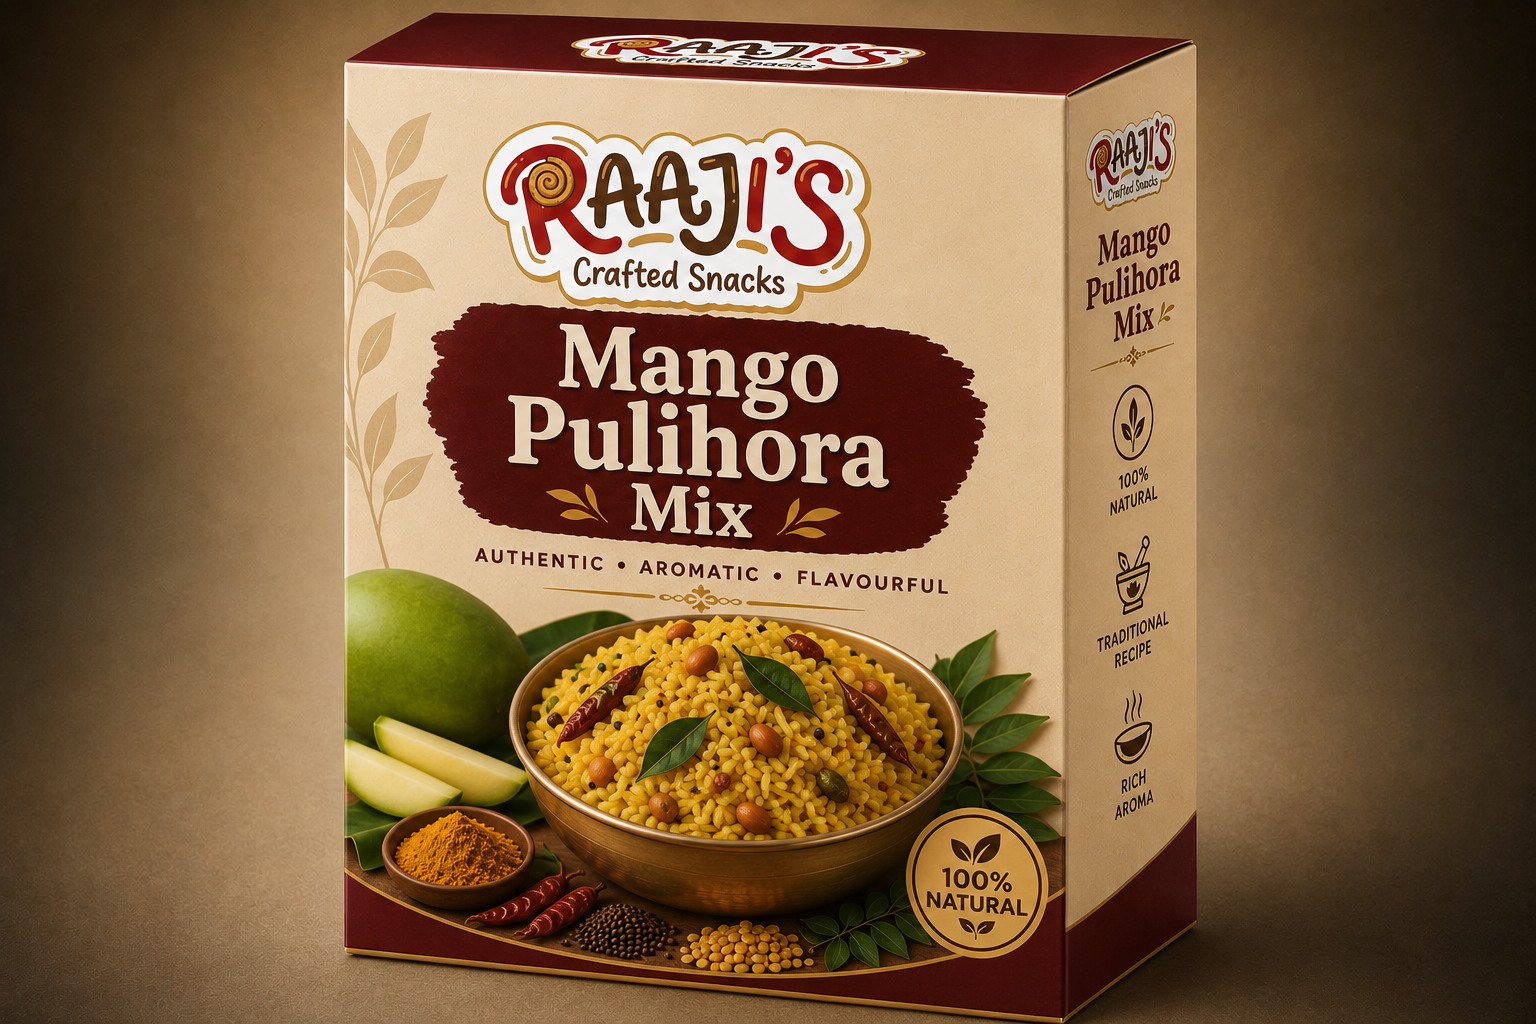 RAAJI'S
Crafted Snacks
RAAJI'S
Crafted Snacks
Mango
Pulihora
Mix
AUTHENTIC • AROMATIC • FLAVOURFUL
100%
NATURAL
RAAJI'S
Crafted Snacks
Mango
Pulihora
Mix
100%
NATURAL
TRADITIONAL
RECIPE
RICH
AROMA